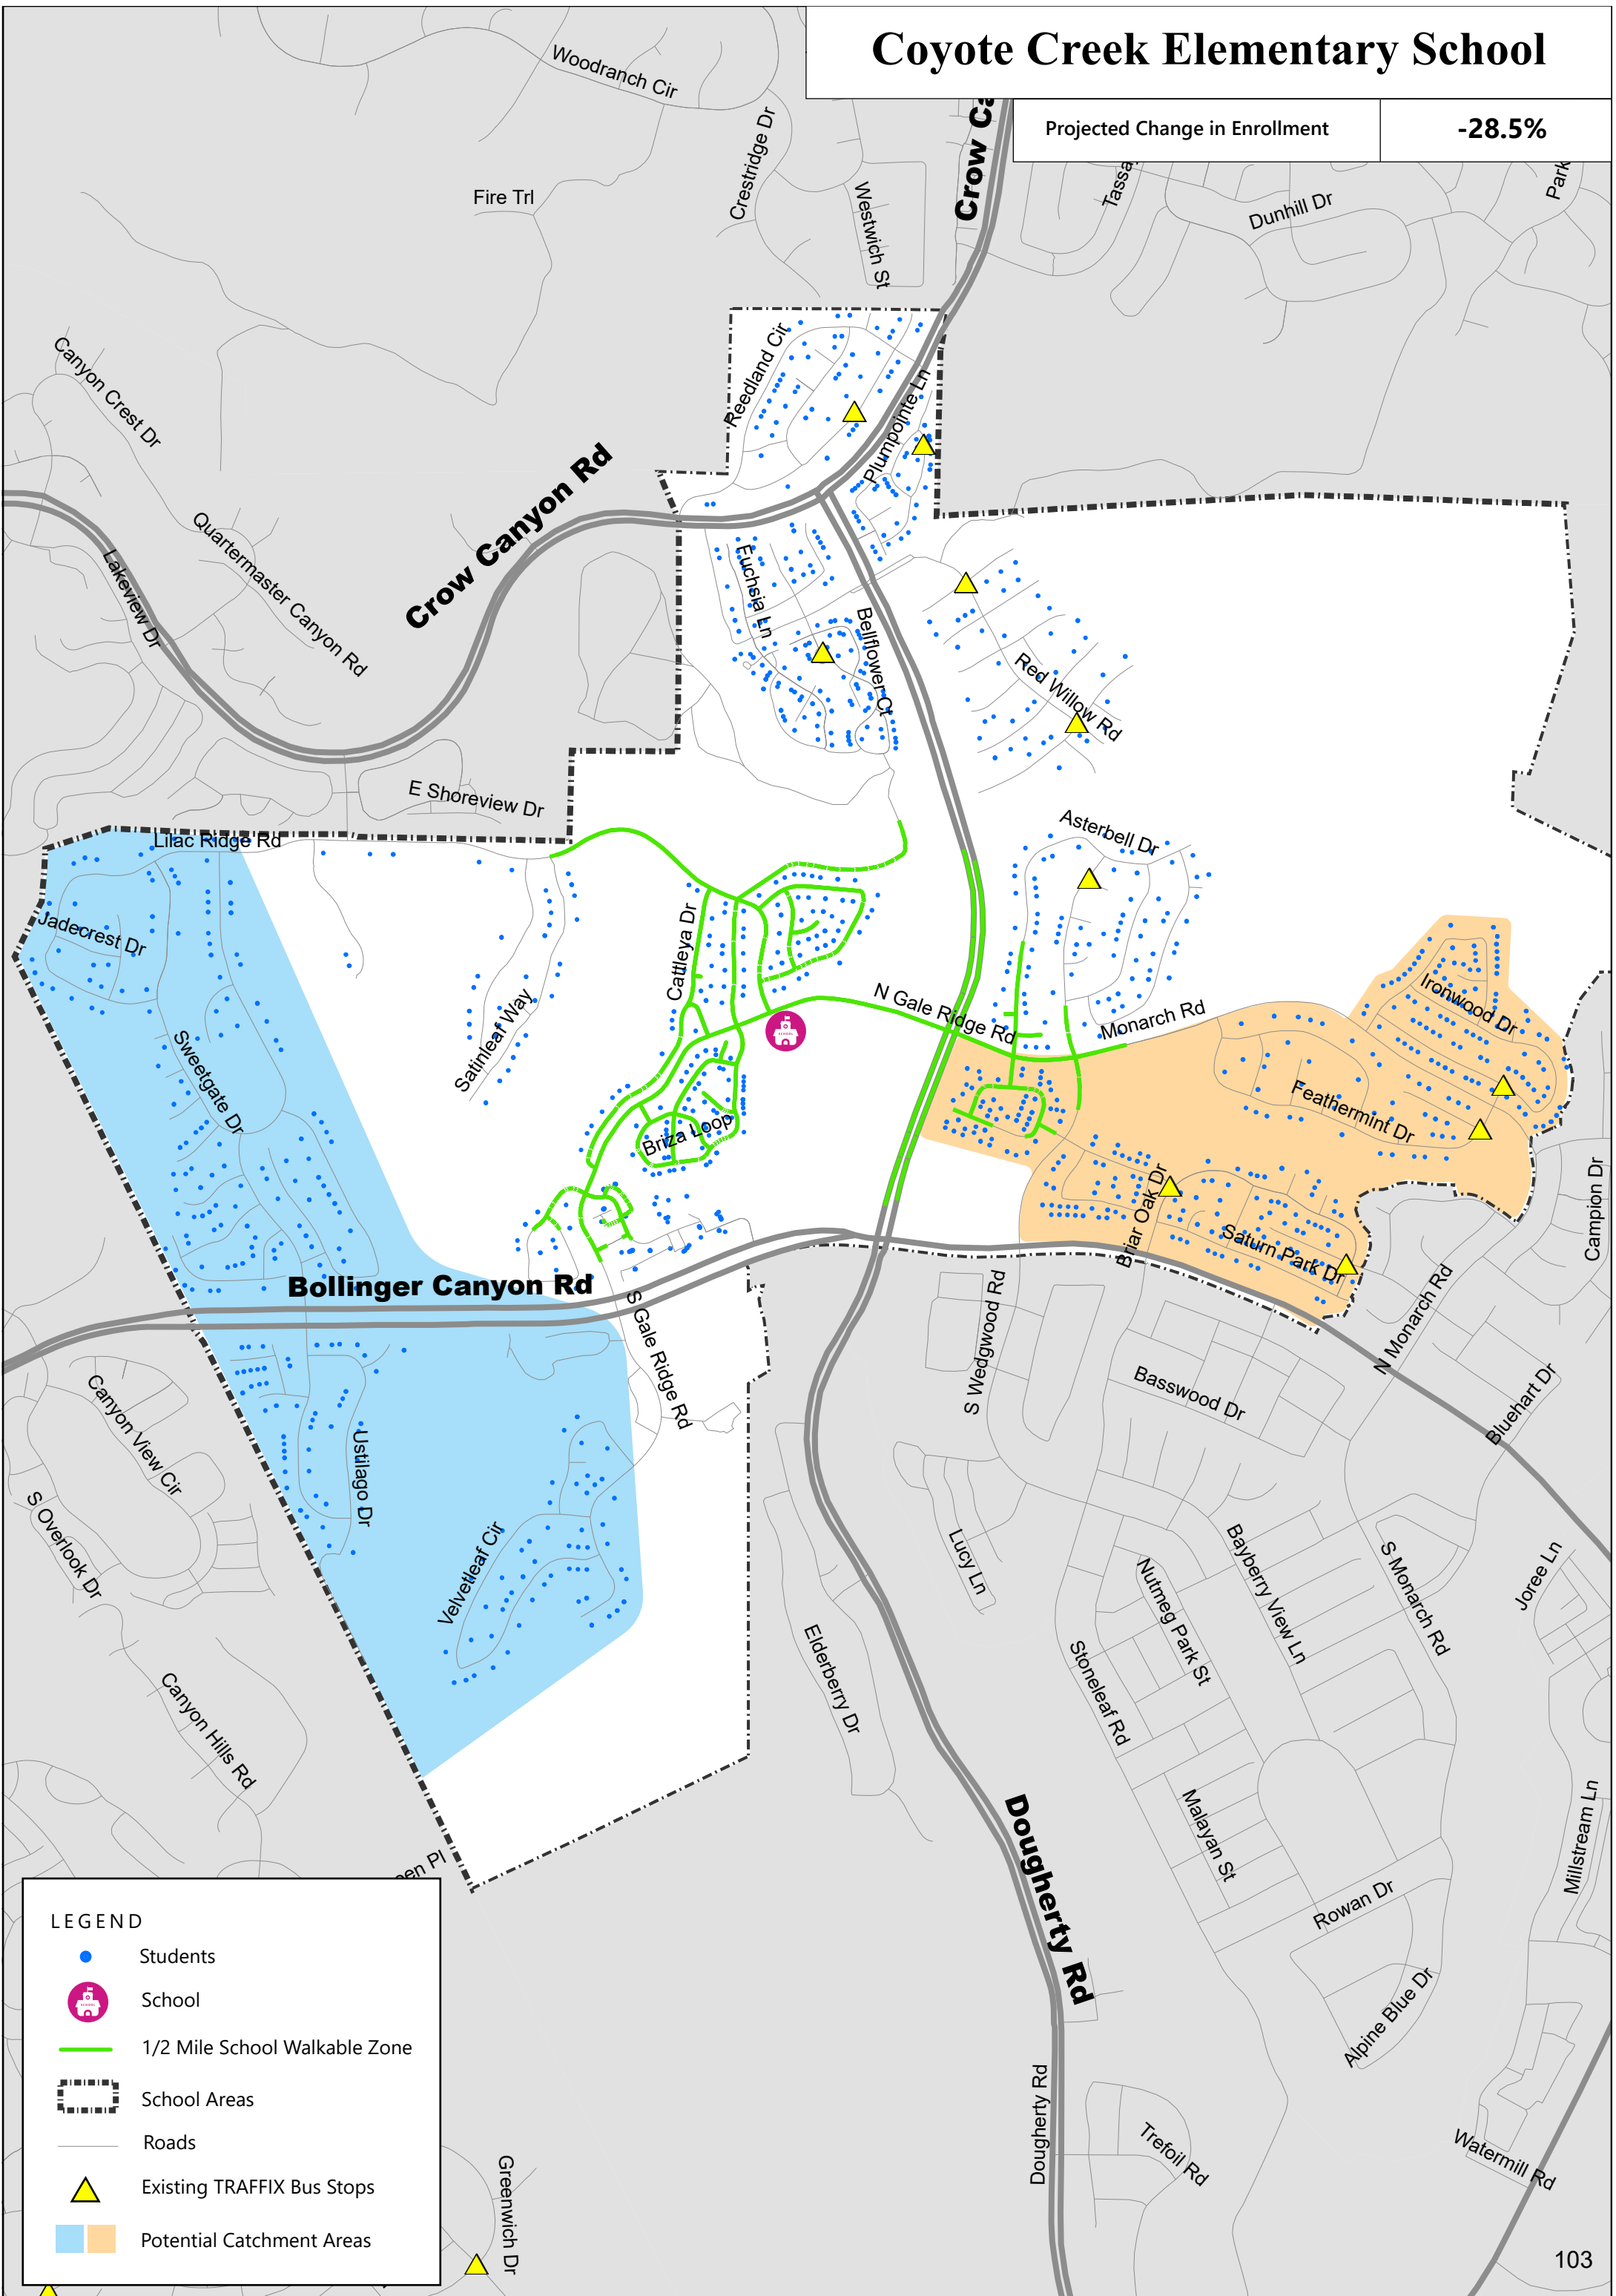 Coyote Creek Elementary School
Projected Change in Enrollment
-28.5%
Woodranch Cir
Crestridge Dr
Fire Trl
Westwich St
Dunhill Dr
Canyon Crest Dr
Reedland Cir
Plumpointe Ln
Crow Canyon Rd
Quartermaster Canyon Rd
Lakeview Dr
Fuchsia Ln
Bellflower Ct
Red Willow Rd
E Shoreview Dr
Lilac Ridge Rd
Asterbell Dr
Jadecrest Dr
Cattleya Dr
N Gale Ridge Rd
Monarch Rd
Ironwood Dr
Satinleaf Way
Sweetgate Dr
SCHOOL
Feathermint Dr
Briza Loop
Briar Oak Dr
Campion Dr
Saturn Park Dr
Bollinger Canyon Rd
S Gale Ridge Rd
S Wedgwood Rd
N Monarch Rd
Basswood Dr
Bluehart Dr
Canyon View Cir
Ustilago Dr
S Overlook Dr
Velvetleaf Cir
Lucy Ln
Nutmeg Park St
Bayberry View Ln
S Monarch Rd
Joree Ln
Elderberry Dr
Stoneleaf Rd
Canyon Hills Rd
Malayan St
Millstream Ln
Dougherty Rd
Rowan Dr
Alpine Blue Dr
Dougherty Rd
Trefoil Rd
Watermill Rd
Greenwich Dr
LEGEND
Students
School
1/2 Mile School Walkable Zone
School Areas
Roads
Existing TRAFFIX Bus Stops
Potential Catchment Areas
103